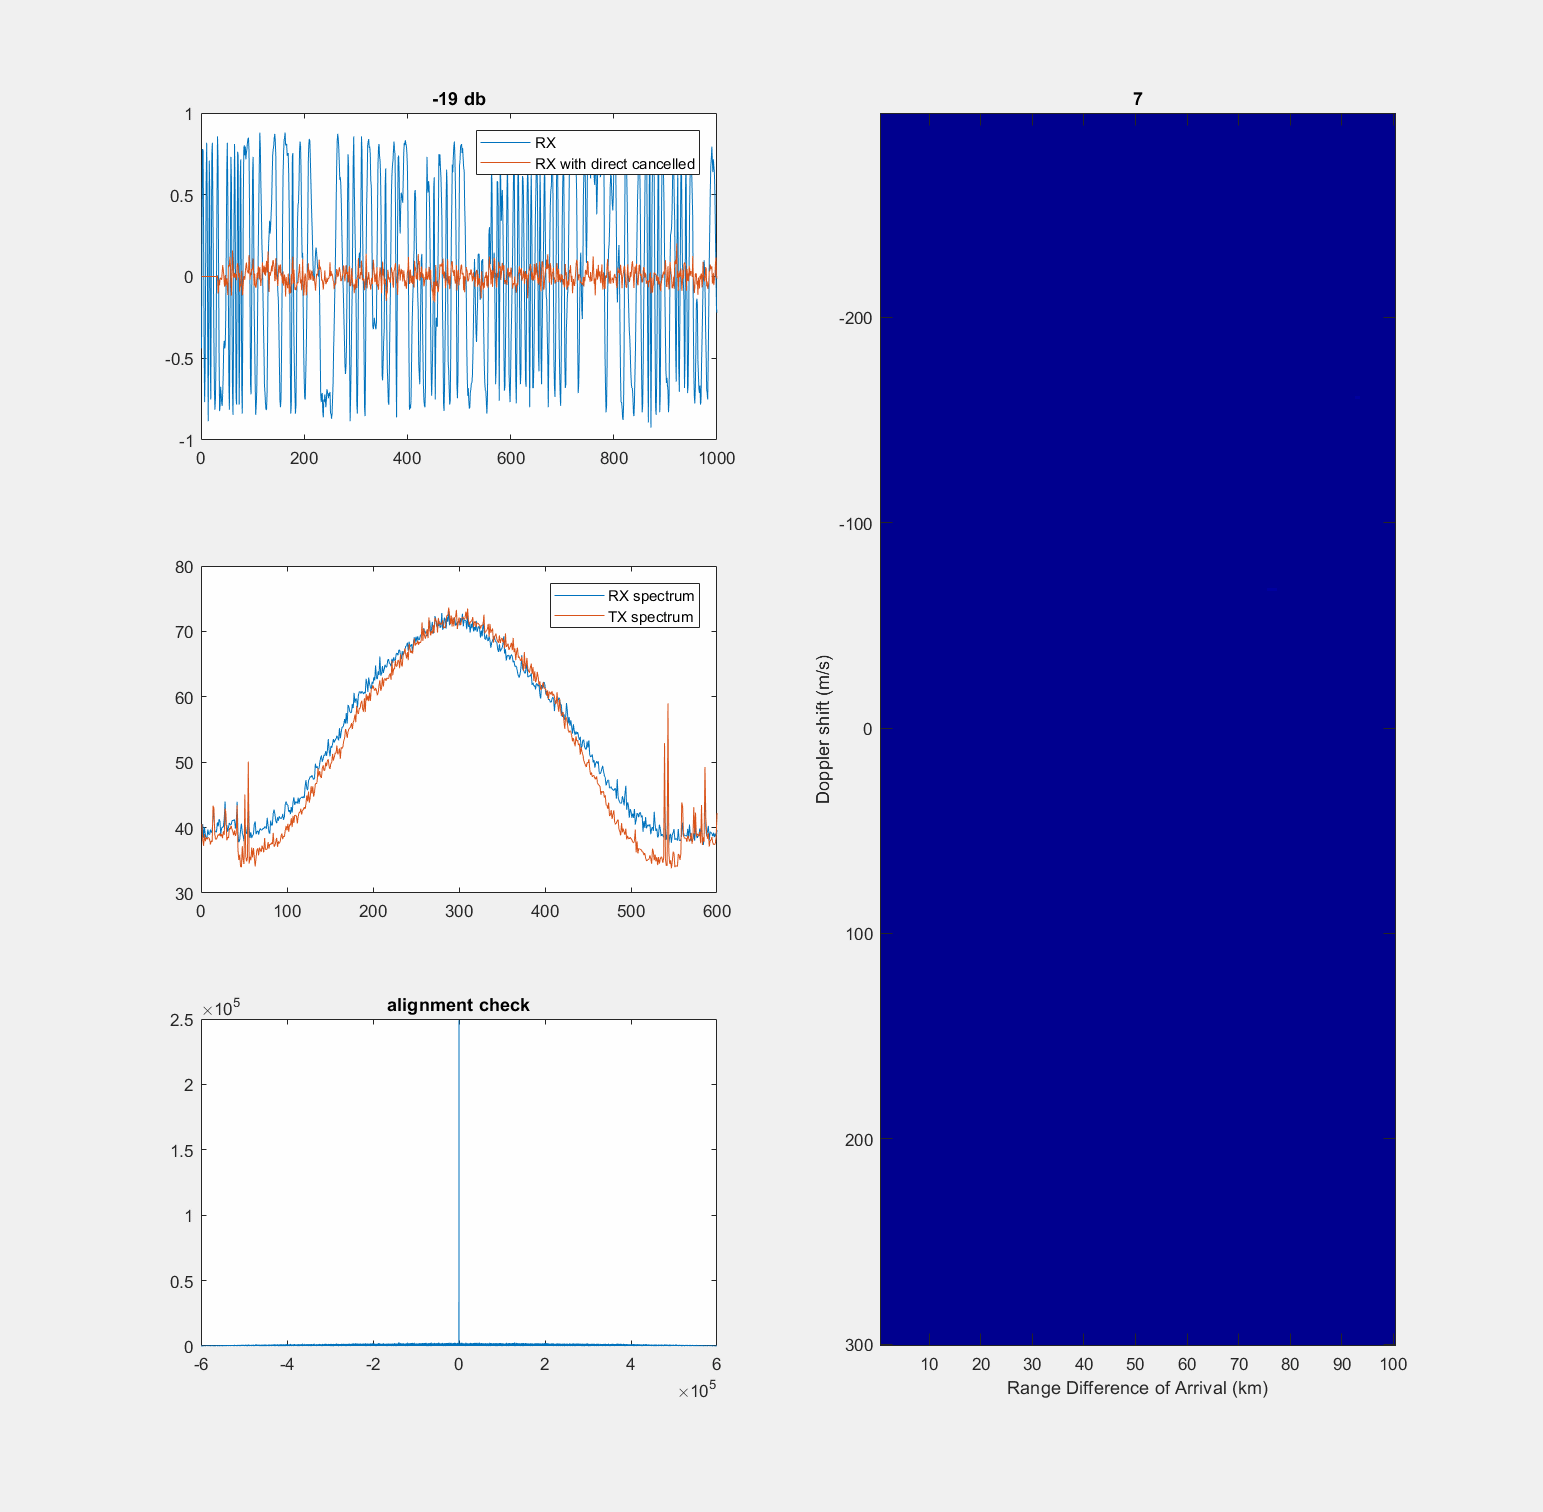 -19 db
1
0.5
0
-0.5
-1
0 200 400 600 800 1000
RX
RX with direct cancelled
80
70
60
50
40
30
0 100 200 300 400 500 600
RX spectrum
TX spectrum
alignment check
×10⁵
2.5
2
1.5
1
0.5
0
-6 -4 -2 0 2 4 6
×10⁵
7
Doppler shift (m/s)
-200
-100
0
100
200
300
10 20 30 40 50 60 70 80 90 100
Range Difference of Arrival (km)